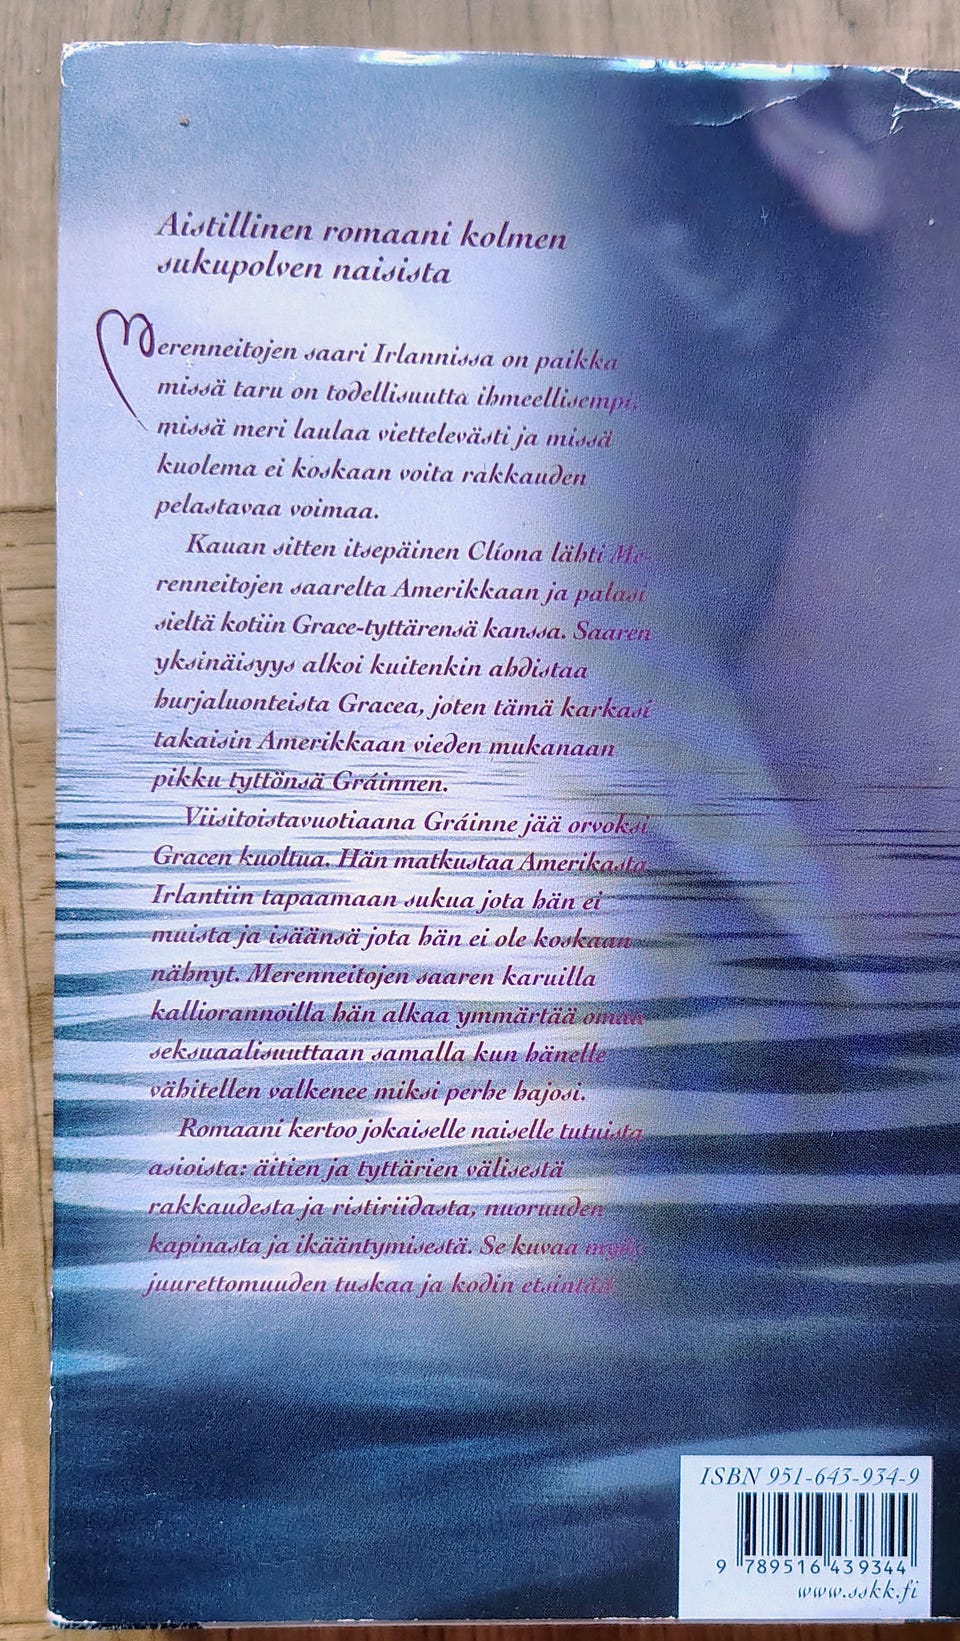 Aistillinen romaani kolmen
sukupolven naisista
Merenneitojen saari Irlannissa on paikka
missä taru on todellisuutta ihmeellisempi,
missä meri laulaa viettelevästi ja missä
kuolema ei koskaan voita rakkauden
pelastavaa voimaa.
Kauan sitten itsepäinen Clíona lähti Me-
renneitojen saarelta Amerikkaan ja palasi
sieltä kotiin Grace-tyttärensä kanssa. Saaren
yksinäisyys alkoi kuitenkin ahdistaa
hurjaluonteista Gracea, joten tämä karkasi
takaisin Amerikkaan vieden mukanaan
pikku tyttönsä Gráinnen.
Viisitoistavuotiaana Gráinne jää orvoksi
Gracen kuoltua. Hän matkustaa Amerikasta
Irlantiin tapaamaan sukua jota hän ei
muista ja isäänsä jota hän ei ole koskaan
nähnyt. Merenneitojen saaren karuilla
kalliorannoilla hän alkaa ymmärtää omaa
seksuaalisuuttaan samalla kun hänelle
vähitellen valkenee miksi perhe hajosi.
Romaani kertoo jokaiselle naiselle tutuista
asioista: äitien ja tyttärien välisestä
rakkaudesta ja ristiriidasta, nuoruuden
kapinasta ja ikääntymisestä. Se kuvaa myös
juurettomuuden tuskaa ja kodin etsintää.
ISBN 951-643-934-9
9 789516 439344
www.sskk.fi